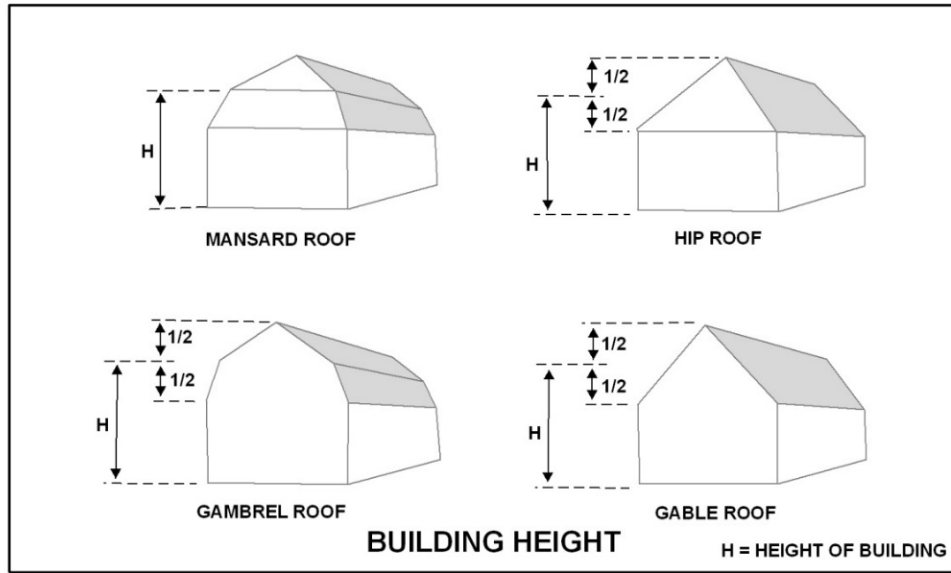 H
MANSARD ROOF
1/2
1/2
H
HIP ROOF
1/2
1/2
H
GAMBREL ROOF
1/2
1/2
H
GABLE ROOF
BUILDING HEIGHT
H = HEIGHT OF BUILDING